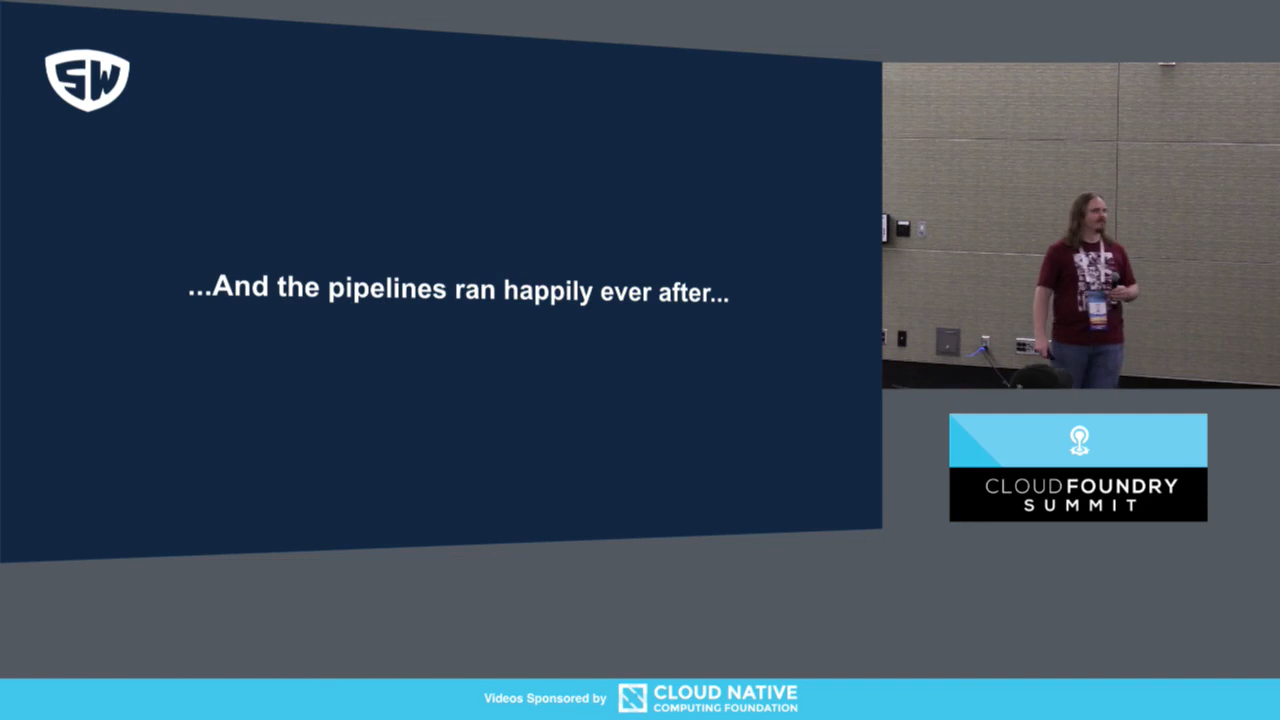 SW
...And the pipelines ran happily ever after...
CLOUD FOUNDRY
SUMMIT
Videos Sponsored by
CLOUD NATIVE
COMPUTING FOUNDATION